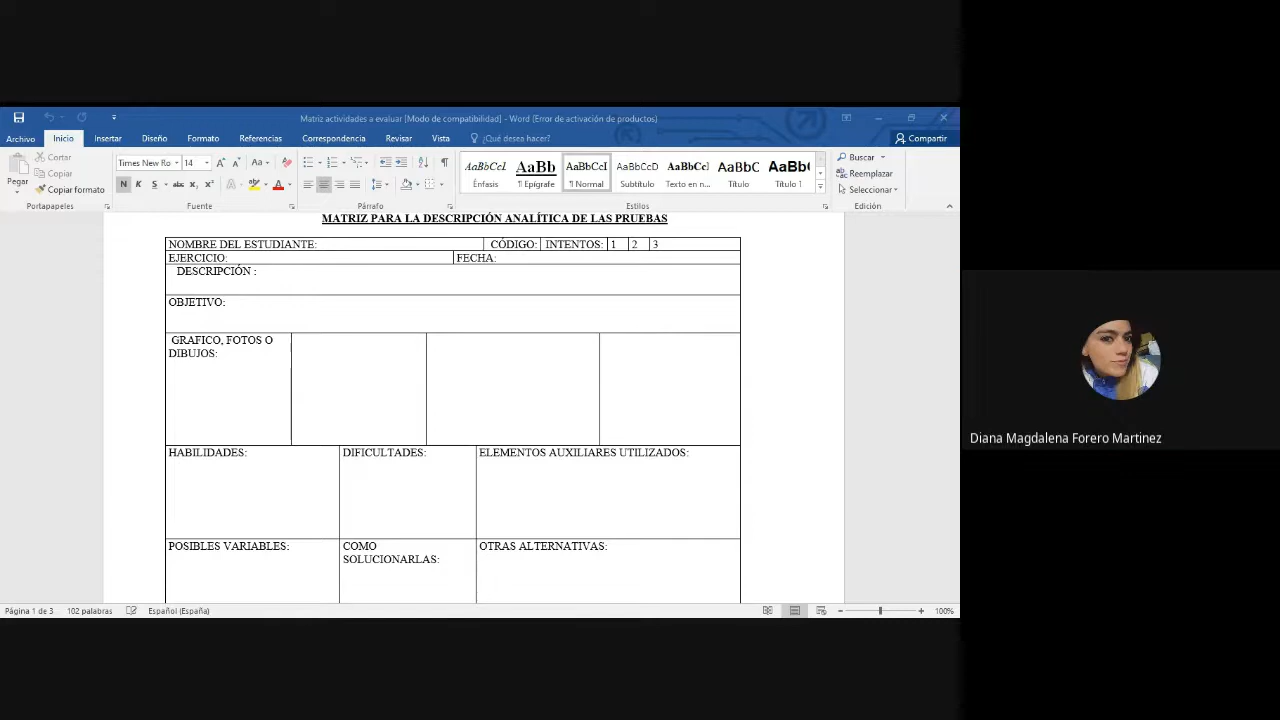 Matriz actividades a evaluar [Modo de compatibilidad] - Word (Error de activación de productos)
Archivo Inicio Insertar Diseño Formato Referencias Correspondencia Revisar Vista ¿Qué desea hacer? Compartir
Pegar
Cortar
Copiar
Copiar formato
Portapapeles
Times New Ro 14
N K S abc x₂ x²
Fuente
Párrafo
AaBbCcL AaBb AaBbCcI AaBbCcD AaBbCc AaBbC AaBb
Énfasis ¶ Epígrafe ¶ Normal Subtítulo Texto en n... Título Título 1
Estilos
Buscar
Reemplazar
Seleccionar
Edición
MATRIZ PARA LA DESCRIPCIÓN ANALÍTICA DE LAS PRUEBAS
NOMBRE DEL ESTUDIANTE: CÓDIGO: INTENTOS: 1 2 3
EJERCICIO: FECHA:
DESCRIPCIÓN :
OBJETIVO:
GRAFICO, FOTOS O
DIBUJOS:
HABILIDADES: DIFICULTADES: ELEMENTOS AUXILIARES UTILIZADOS:
POSIBLES VARIABLES: COMO
SOLUCIONARLAS: OTRAS ALTERNATIVAS:
Página 1 de 3 102 palabras Español (España) 100%
Diana Magdalena Forero Martinez